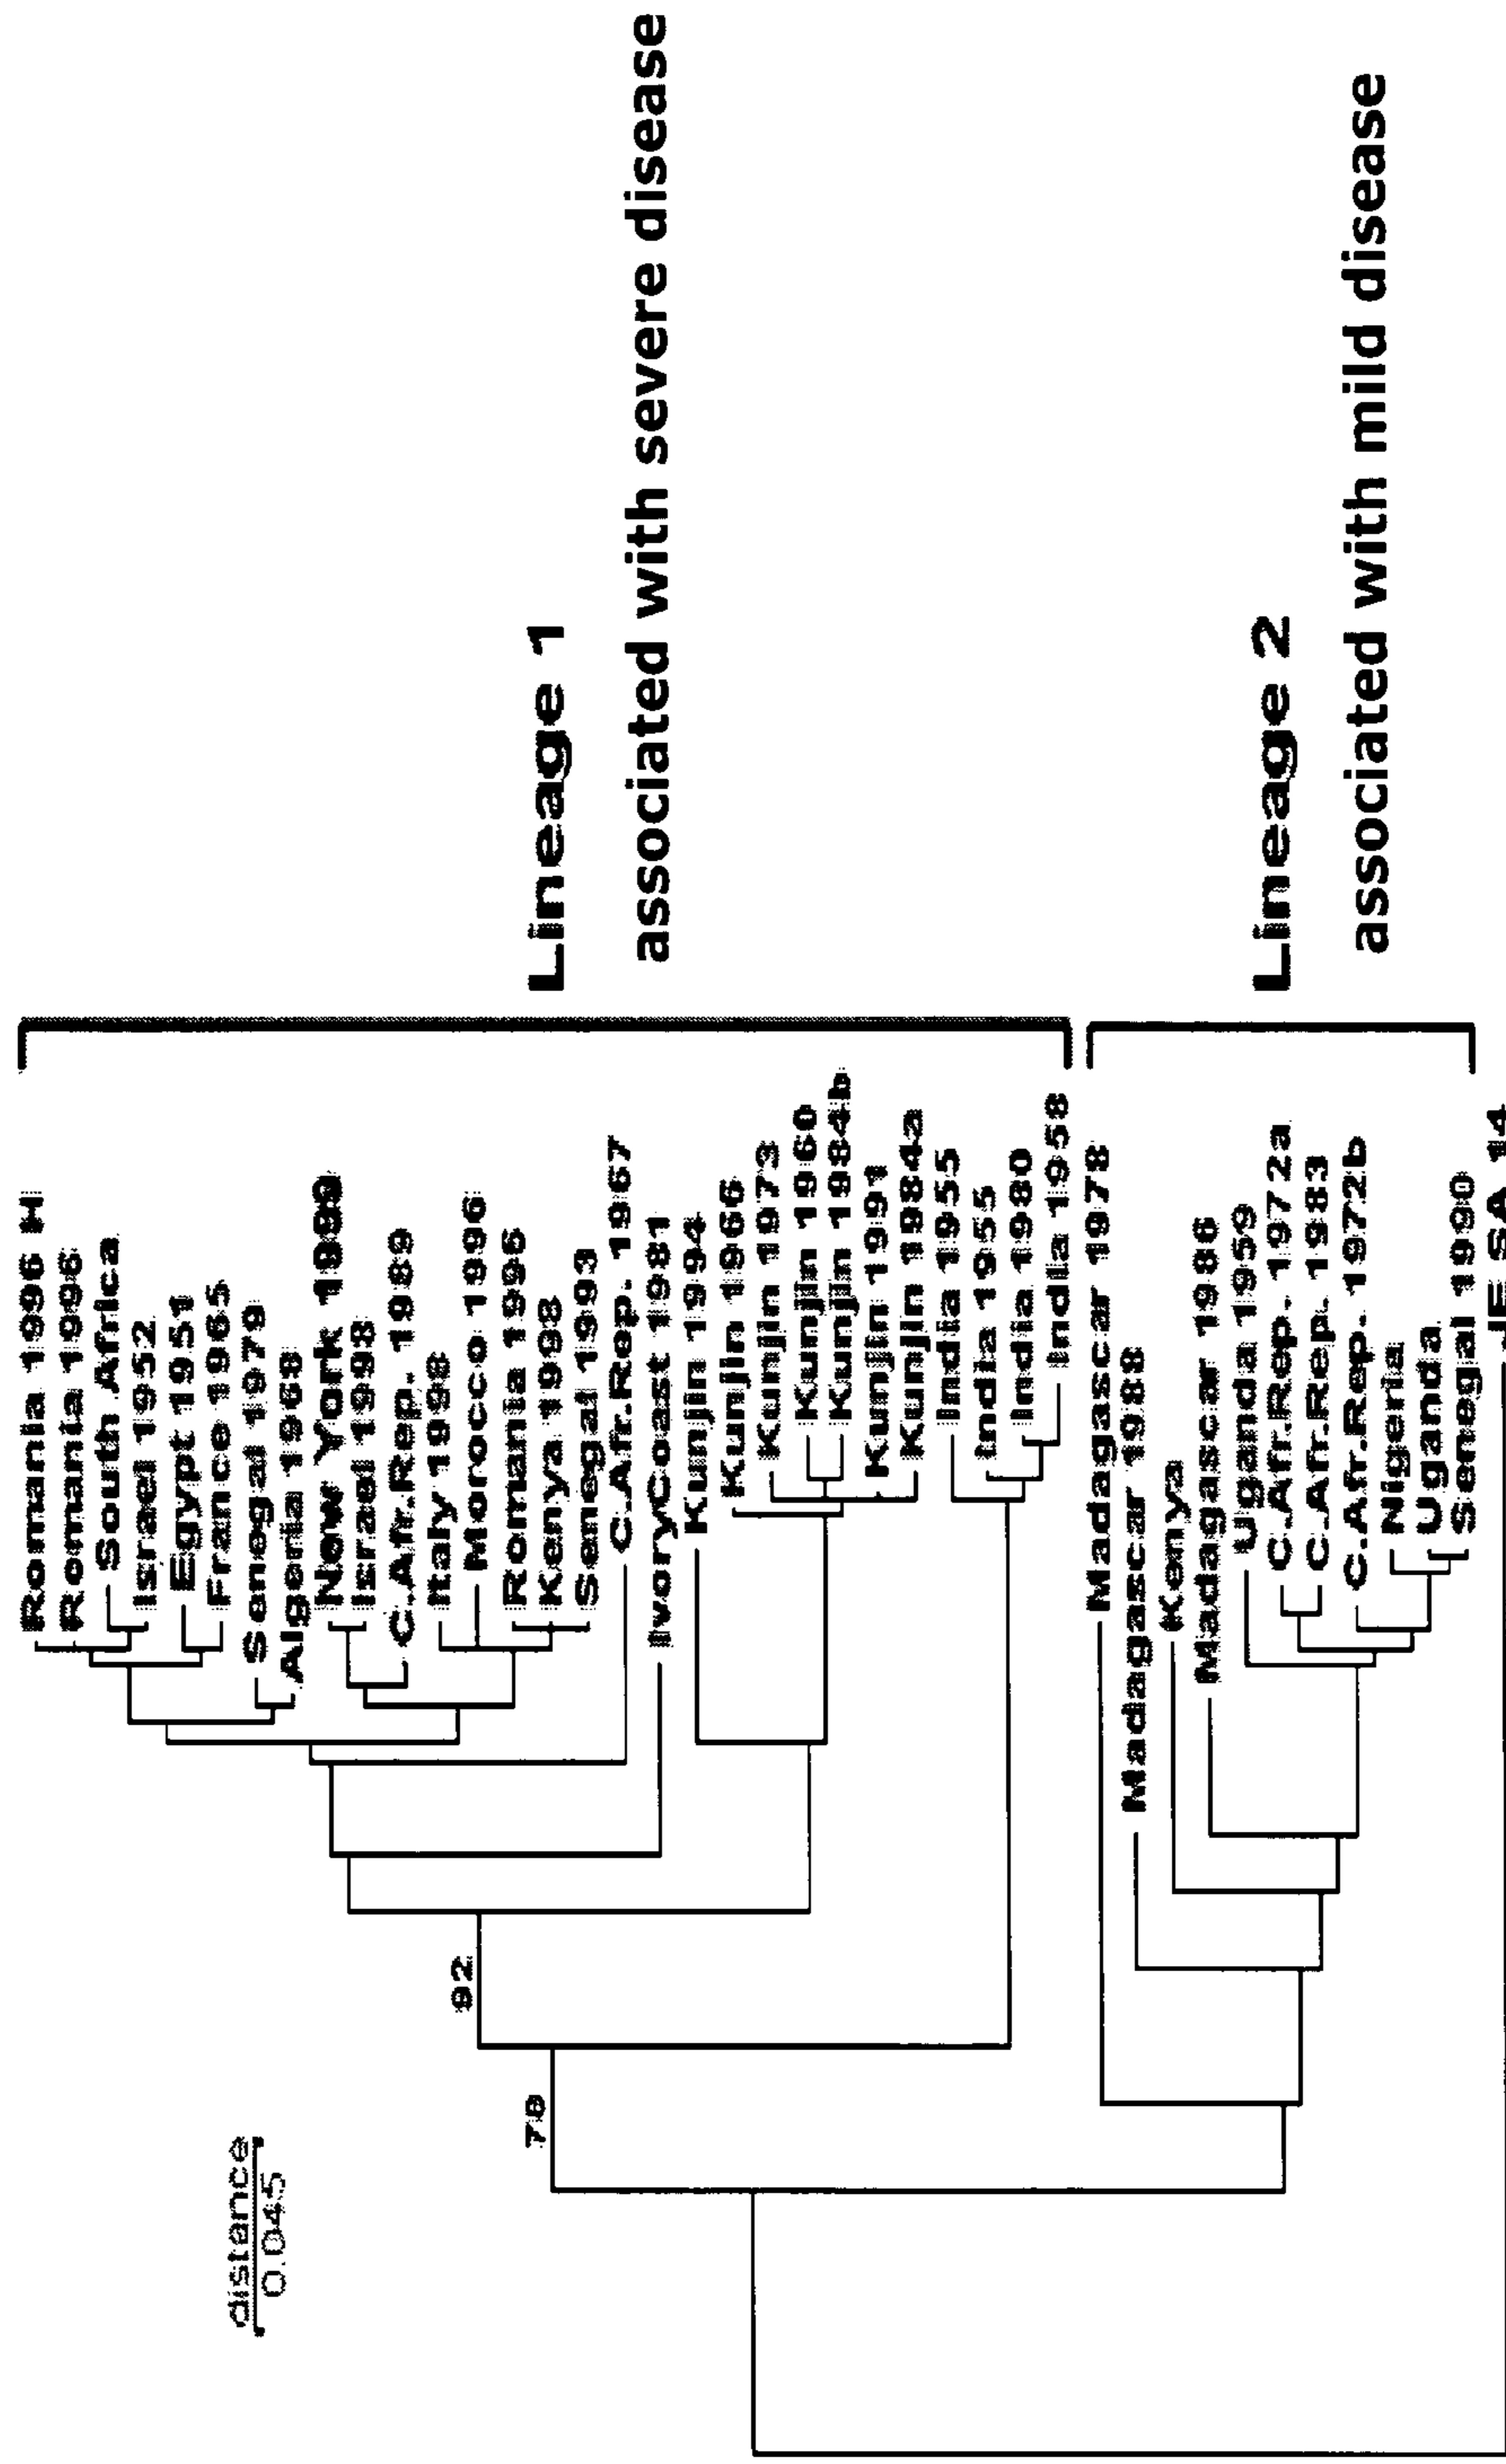 Romania 1996 H
Romania 1996
South Africa
Israel 1952
Egypt 1951
France 1965
Senegal 1979
Algeria 1968
New York 1999
Israel 1998
C.Afr.Rep. 1989
Italy 1998
Morocco 1996
Romania 1996
Kenya 1998
Senegal 1993
C.Afr.Rep. 1967
IvoryCoast 1981
Kunjin 1994
Kunjin 1966
Kunjin 1973
Kunjin 1960
Kunjin 1984b
Kunjin 1991
Kunjin 1984a
India 1955
India 1955
India 1980
India 1958
Madagascar 1978
Madagascar 1988
Kenya
Madagascar 1986
Uganda 1959
C.Afr.Rep. 1972a
C.Afr.Rep. 1983
C.Afr.Rep. 1972b
Nigeria
Uganda
Senegal 1990
JE SA 14
Lineage 1
associated with severe disease
Lineage 2
associated with mild disease
92
78
distance
0.045